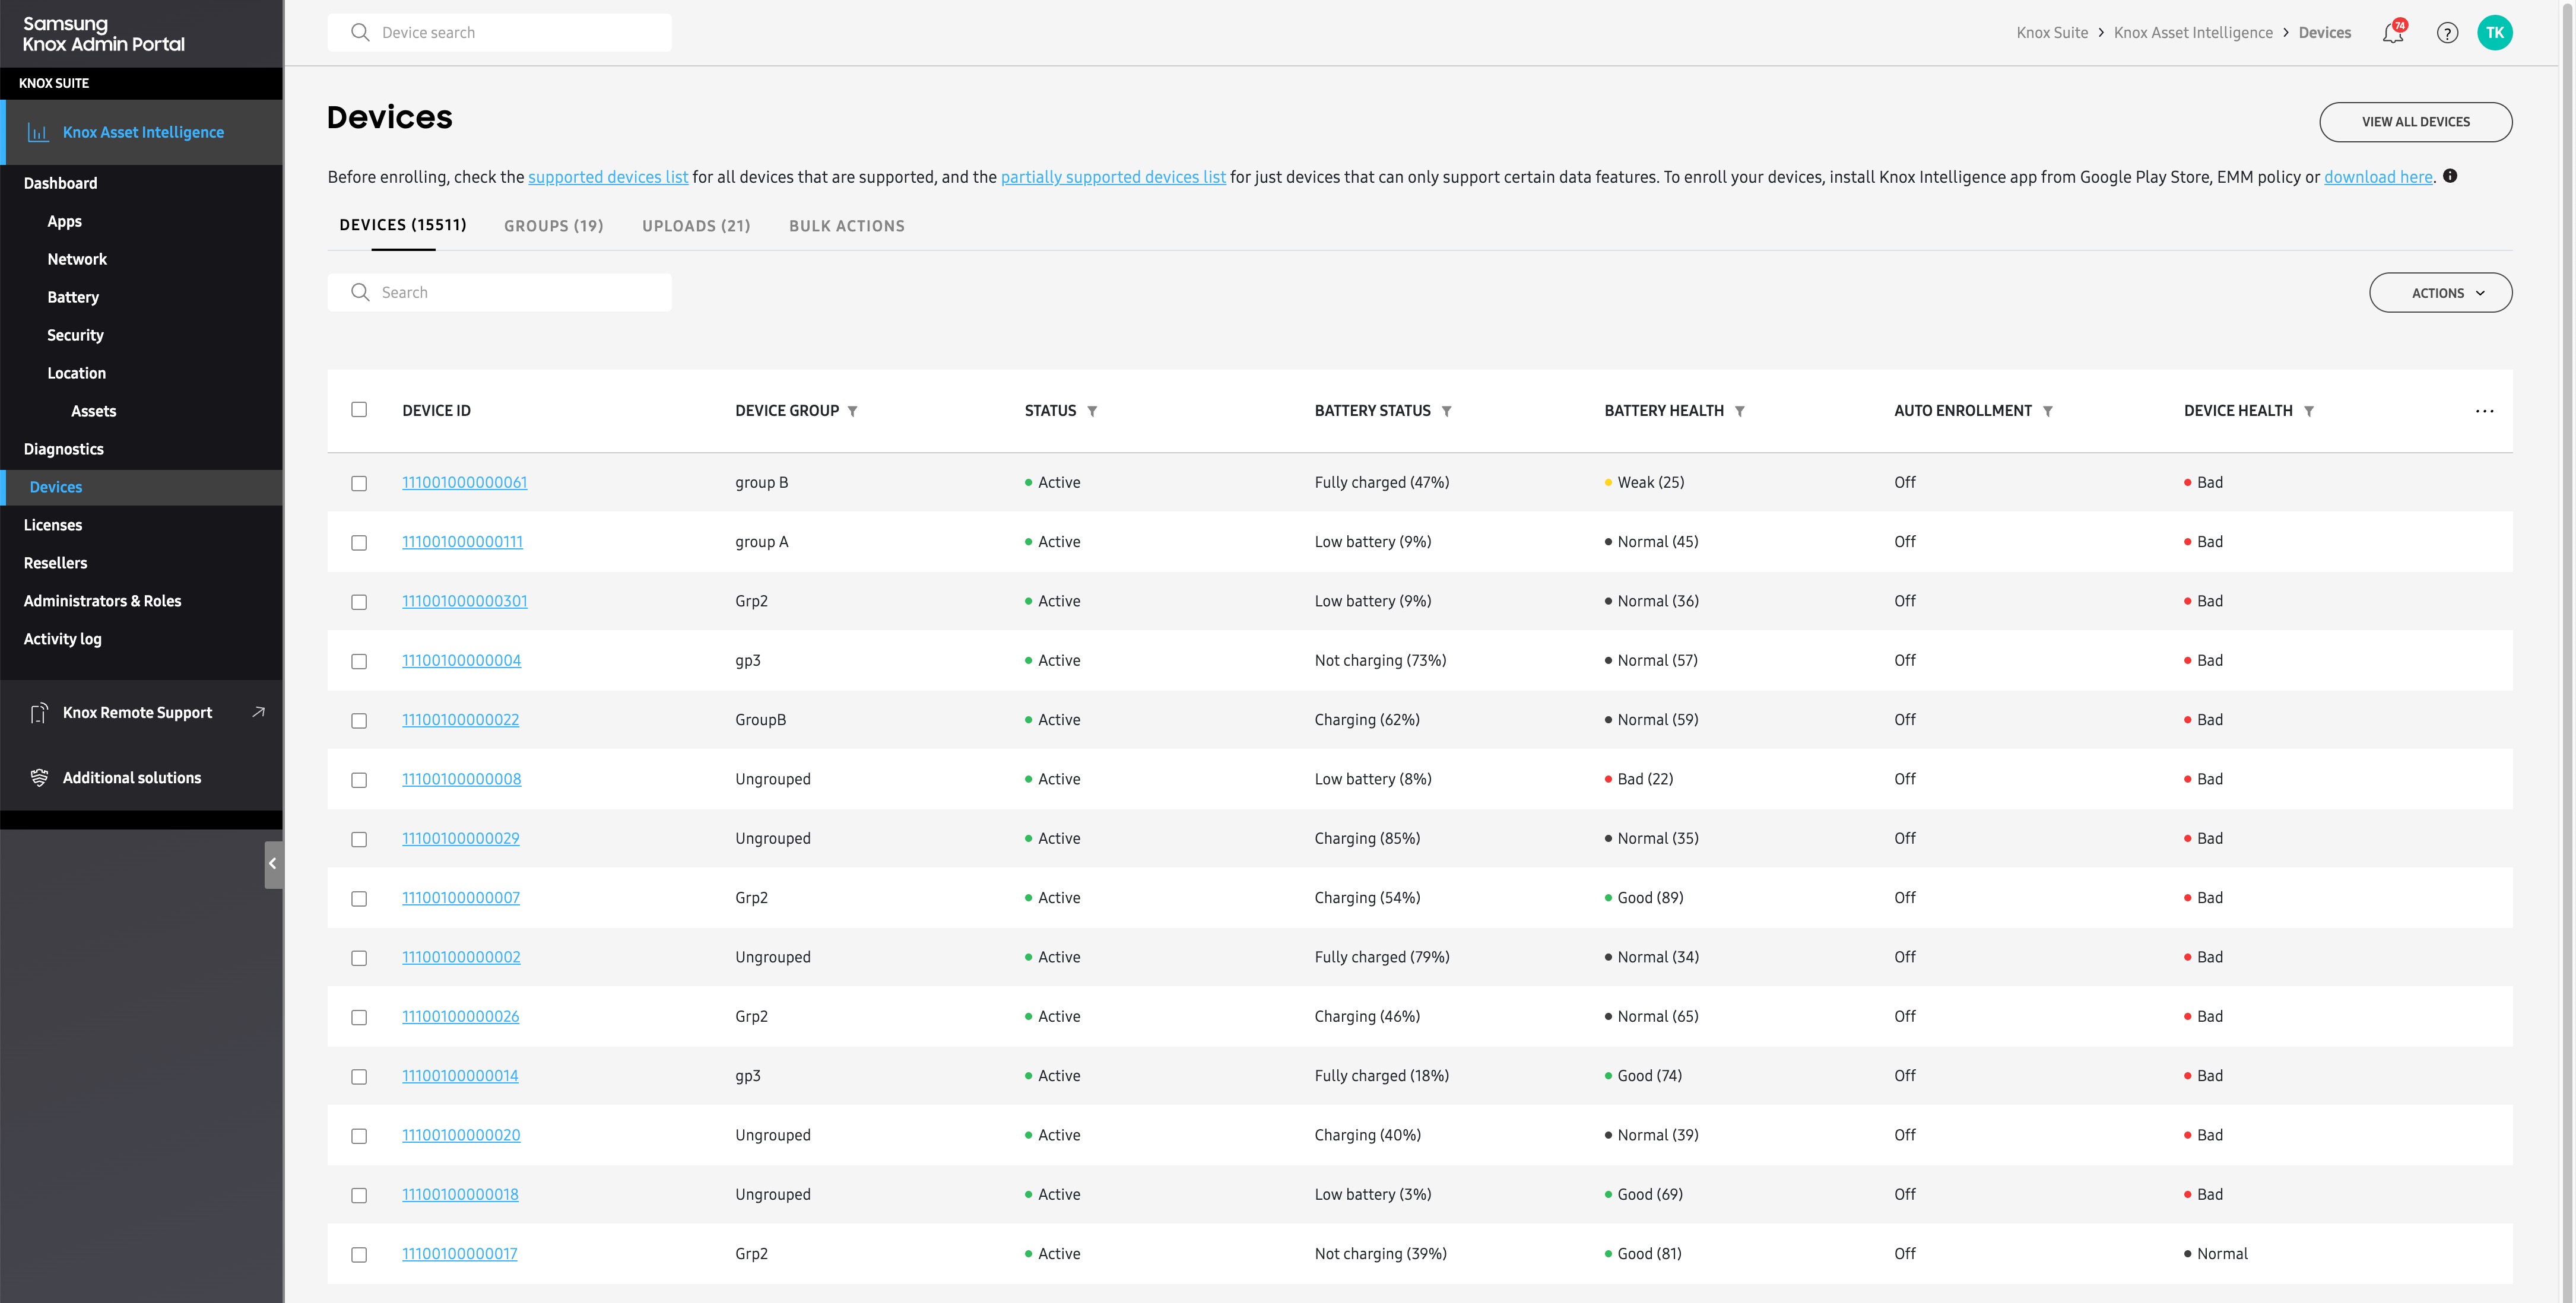 Samsung
Knox Admin Portal
KNOX SUITE
Knox Asset Intelligence
Dashboard
Apps
Network
Battery
Security
Location
Assets
Diagnostics
Devices
Licenses
Resellers
Administrators & Roles
Activity log
Knox Remote Support
Additional solutions
Device search
Knox Suite > Knox Asset Intelligence > Devices
74
?
TK
Devices
VIEW ALL DEVICES
Before enrolling, check the supported devices list for all devices that are supported, and the partially supported devices list for just devices that can only support certain data features. To enroll your devices, install Knox Intelligence app from Google Play Store, EMM policy or download here.
DEVICES (15511) GROUPS (19) UPLOADS (21) BULK ACTIONS
Search
ACTIONS
DEVICE ID DEVICE GROUP STATUS BATTERY STATUS BATTERY HEALTH AUTO ENROLLMENT DEVICE HEALTH ...
111001000000061 group B Active Fully charged (47%) Weak (25) Off Bad
111001000000111 group A Active Low battery (9%) Normal (45) Off Bad
111001000000301 Grp2 Active Low battery (9%) Normal (36) Off Bad
11100100000004 gp3 Active Not charging (73%) Normal (57) Off Bad
11100100000022 GroupB Active Charging (62%) Normal (59) Off Bad
11100100000008 Ungrouped Active Low battery (8%) Bad (22) Off Bad
11100100000029 Ungrouped Active Charging (85%) Normal (35) Off Bad
11100100000007 Grp2 Active Charging (54%) Good (89) Off Bad
11100100000002 Ungrouped Active Fully charged (79%) Normal (34) Off Bad
11100100000026 Grp2 Active Charging (46%) Normal (65) Off Bad
11100100000014 gp3 Active Fully charged (18%) Good (74) Off Bad
11100100000020 Ungrouped Active Charging (40%) Normal (39) Off Bad
11100100000018 Ungrouped Active Low battery (3%) Good (69) Off Bad
11100100000017 Grp2 Active Not charging (39%) Good (81) Off Normal